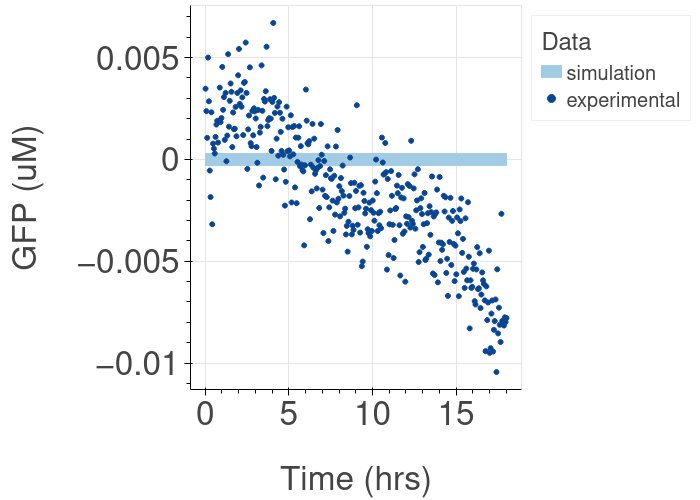 GFP (uM)
0.005
0
−0.005
−0.01
0 5 10 15
Time (hrs)
Data
simulation
experimental